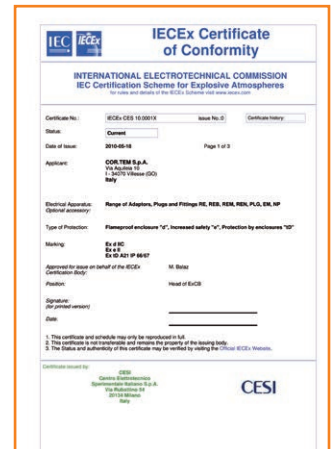 IEC IECEx
IECEx Certificate
of Conformity
INTERNATIONAL ELECTROTECHNICAL COMMISSION
IEC Certification Scheme for Explosive Atmospheres
for rules and details of the IECEx Scheme visit www.iecex.com
Certificate No.: IECEx CES 10.0001X issue No.:0 Certificate history:
Status: Current
Date of Issue: 2010-05-18 Page 1 of 3
Applicant: COR.TEM S.p.A.
Via Aquileia 10
I - 34070 Villesse (GO)
Italy
Electrical Apparatus: Range of Adaptors, Plugs and Fittings RE, REB, REM, REN, PLG, EM, NP
Optional accessory:
Type of Protection: Flameproof enclosure "d", Increased safety "e", Protection by enclosures "tD"
Marking: Ex d IIC
Ex e II
Ex tD A21 IP 66/67
Approved for issue on behalf of the IECEx M. Balaz
Certification Body:
Position: Head of ExCB
Signature:
(for printed version)
Date:
1. This certificate and schedule may only be reproduced in full.
2. This certificate is not transferable and remains the property of the issuing body.
3. The Status and authenticity of this certificate may be verified by visiting the Official IECEx Website.
Certificate issued by:
CESI
Centro Elettrotecnico
Sperimentale Italiano S.p.A.
Via Rubattino 54
20134 Milano
Italy
CESI